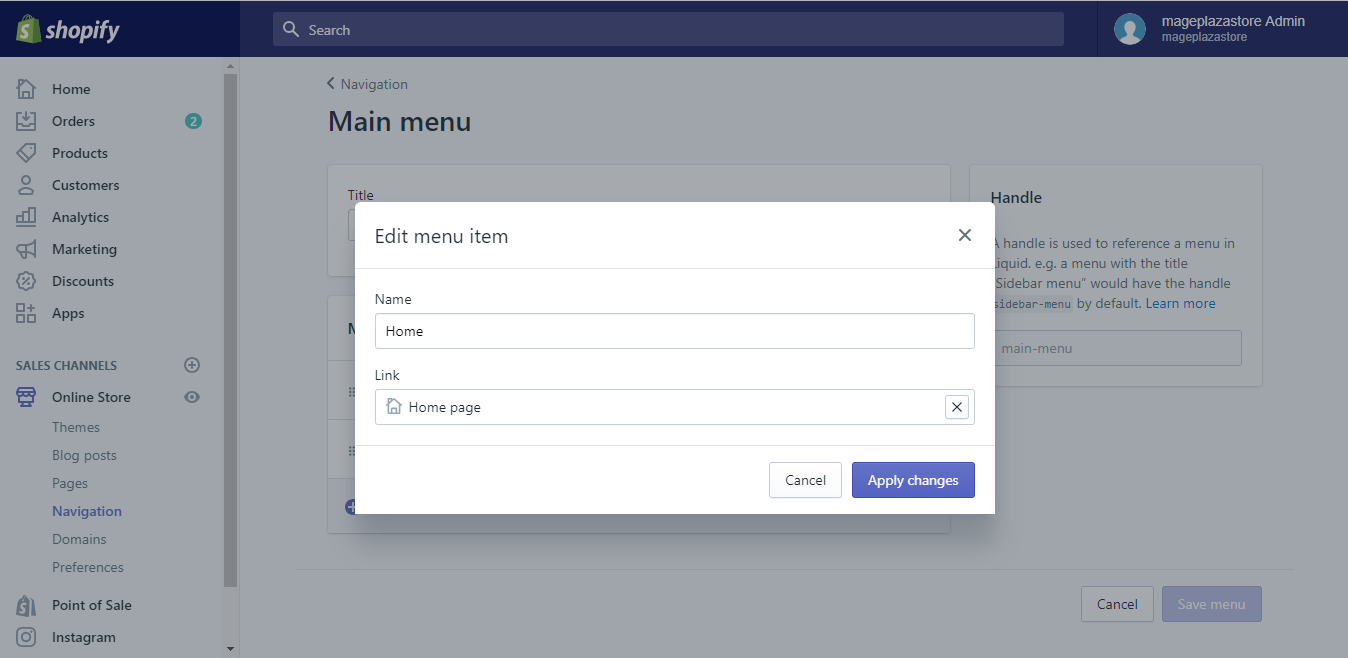 shopify
Search
mageplazastore Admin
mageplazastore
Home
Orders
2
Products
Customers
Analytics
Marketing
Discounts
Apps
SALES CHANNELS
Online Store
Themes
Blog posts
Pages
Navigation
Domains
Preferences
Point of Sale
Instagram
Navigation
Main menu
Title
Edit menu item
Name
Home
Link
Home page
Cancel
Apply changes
Handle
A handle is used to reference a menu in
Liquid. e.g. a menu with the title
Sidebar menu” would have the handle
sidebar-menu by default. Learn more
main-menu
Cancel
Save menu